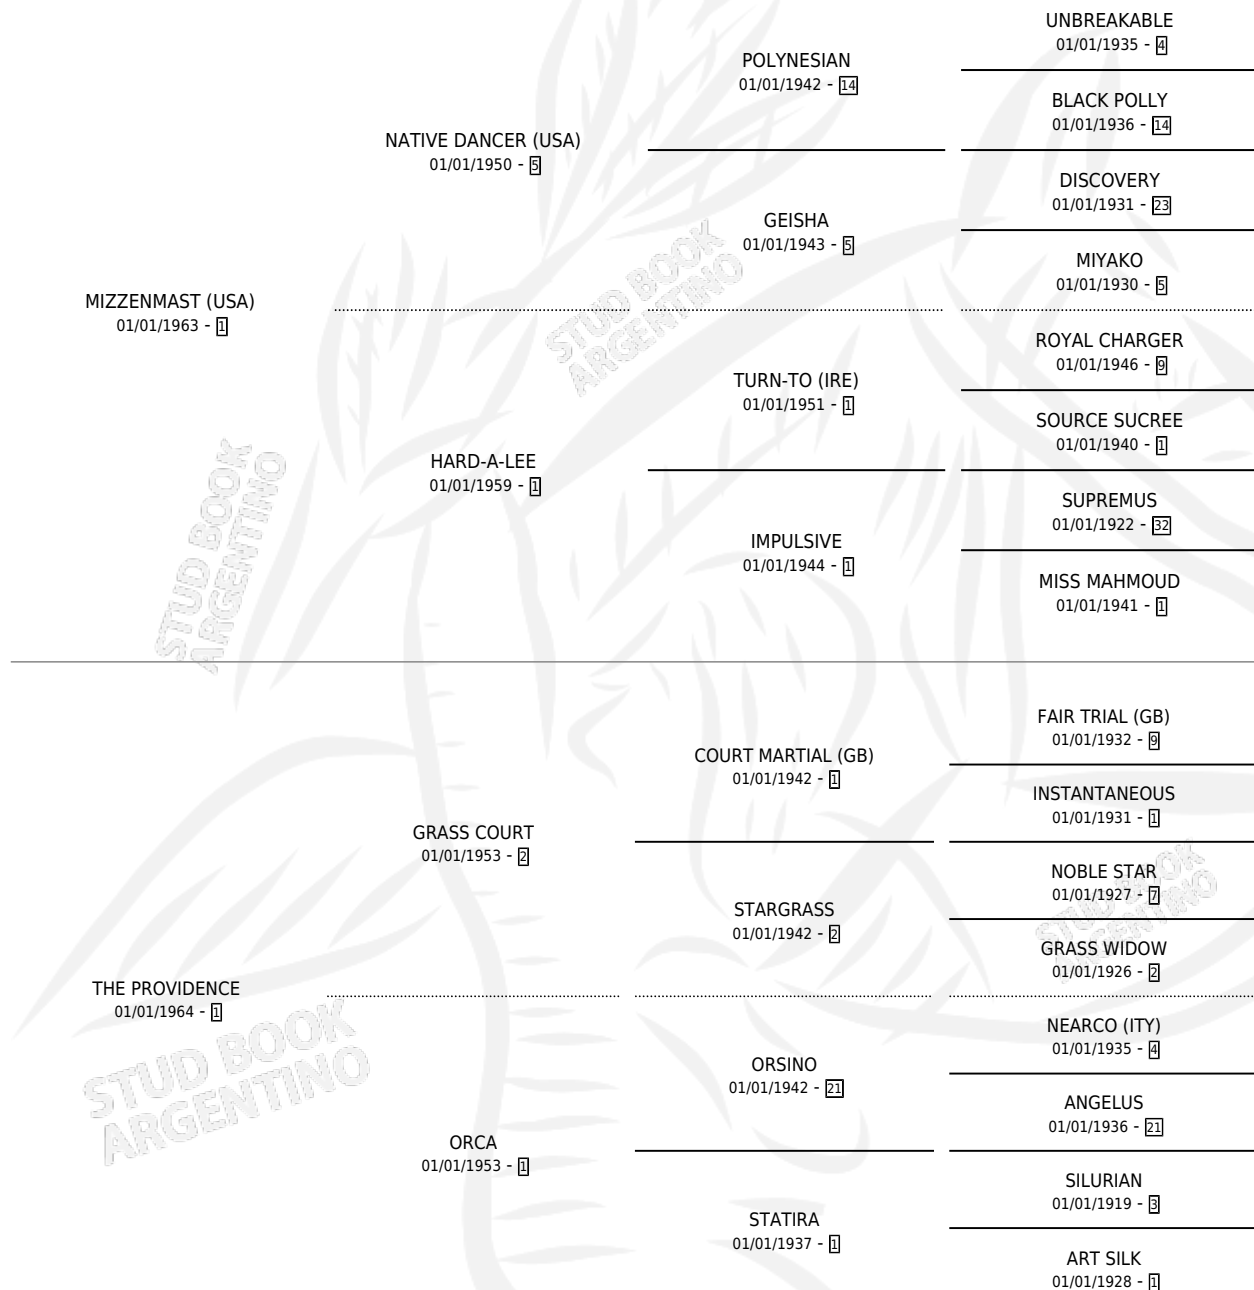 UNBREAKABLE
01/01/1935 - 4
POLYNESIAN
01/01/1942 - 14
BLACK POLLY
01/01/1936 - 14
NATIVE DANCER (USA)
01/01/1950 - 5
DISCOVERY
01/01/1931 - 23
GEISHA
01/01/1943 - 5
MIYAKO
01/01/1930 - 5
MIZZENMAST (USA)
01/01/1963 - 1
ROYAL CHARGER
01/01/1946 - 9
TURN-TO (IRE)
01/01/1951 - 1
SOURCE SUCREE
01/01/1940 - 1
HARD-A-LEE
01/01/1959 - 1
SUPREMUS
01/01/1922 - 32
IMPULSIVE
01/01/1944 - 1
MISS MAHMOUD
01/01/1941 - 1
FAIR TRIAL (GB)
01/01/1932 - 9
COURT MARTIAL (GB)
01/01/1942 - 1
INSTANTANEOUS
01/01/1931 - 1
GRASS COURT
01/01/1953 - 2
NOBLE STAR
01/01/1927 - 7
STARGRASS
01/01/1942 - 2
GRASS WIDOW
01/01/1926 - 2
THE PROVIDENCE
01/01/1964 - 1
NEARCO (ITY)
01/01/1935 - 4
ORSINO
01/01/1942 - 21
ANGELUS
01/01/1936 - 21
ORCA
01/01/1953 - 1
SILURIAN
01/01/1919 - 3
STATIRA
01/01/1937 - 1
ART SILK
01/01/1928 - 1
STUD BOOK
ARGENTINO
STUD BOOK
ARGENTINO
STUD BOOK
ARGENTINO
STUD BOOK
ARGENTINO